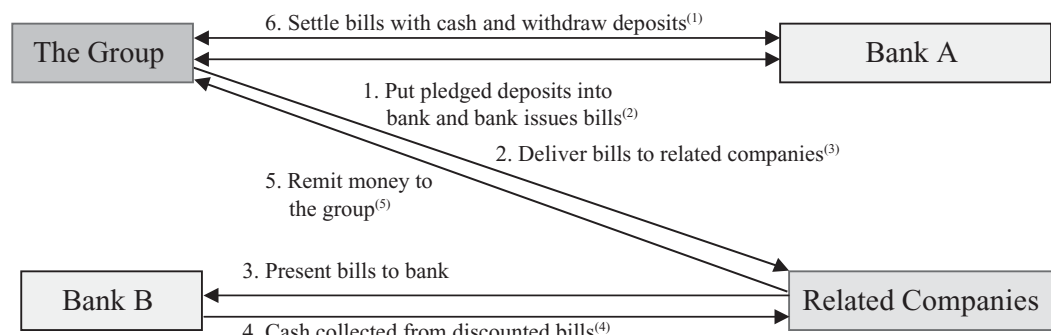 6. Settle bills with cash and withdraw deposits(1)
The Group
Bank A
1. Put pledged deposits into
bank and bank issues bills(2)
2. Deliver bills to related companies(3)
5. Remit money to
the group(5)
3. Present bills to bank
Bank B
Related Companies
4. Cash collected from discounted bills(4)